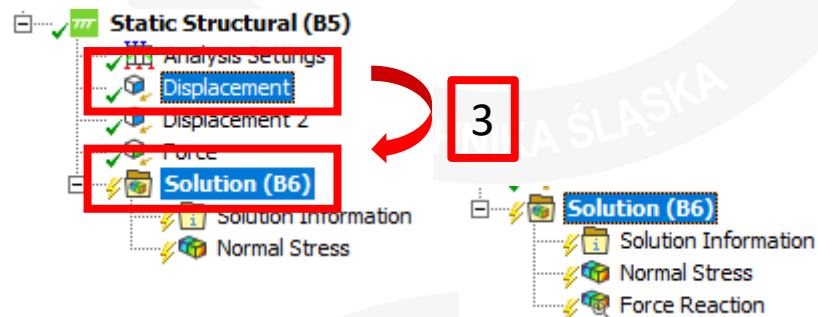 Static Structural (B5)
Analysis Settings
Displacement
Displacement 2
Force
Solution (B6)
Solution Information
Normal Stress
3
ŚLĄSKA
Solution (B6)
Solution Information
Normal Stress
Force Reaction